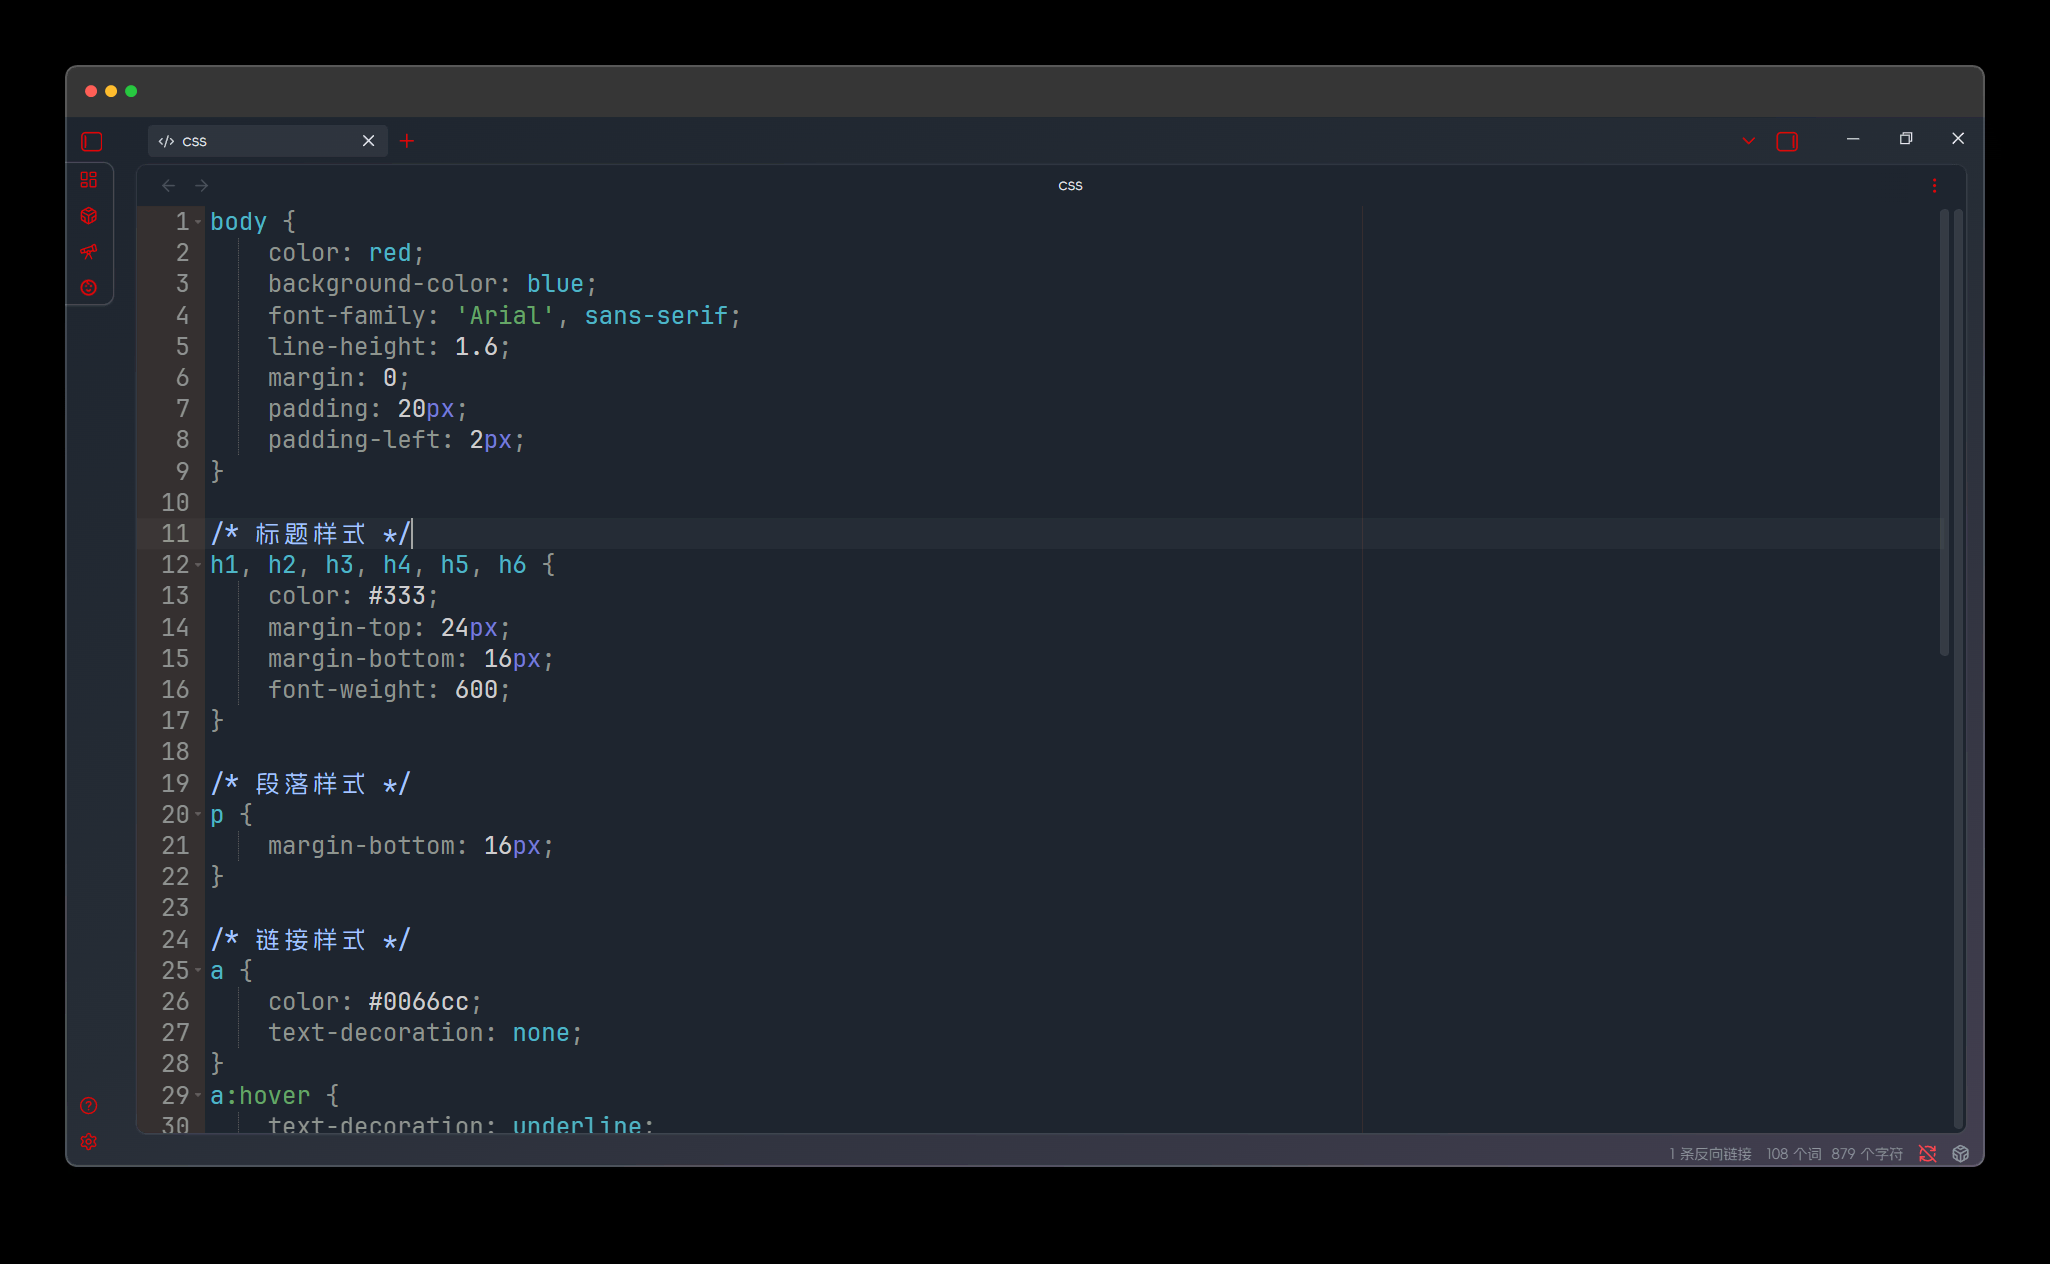 css
css
1 body {
2     color: red;
3     background-color: blue;
4     font-family: 'Arial', sans-serif;
5     line-height: 1.6;
6     margin: 0;
7     padding: 20px;
8     padding-left: 2px;
9 }
10
11 /* 标题样式 */
12 h1, h2, h3, h4, h5, h6 {
13     color: #333;
14     margin-top: 24px;
15     margin-bottom: 16px;
16     font-weight: 600;
17 }
18
19 /* 段落样式 */
20 p {
21     margin-bottom: 16px;
22 }
23
24 /* 链接样式 */
25 a {
26     color: #0066cc;
27     text-decoration: none;
28 }
29 a:hover {
30     text-decoration: underline;
1 条反向链接 108 个词 879 个字符